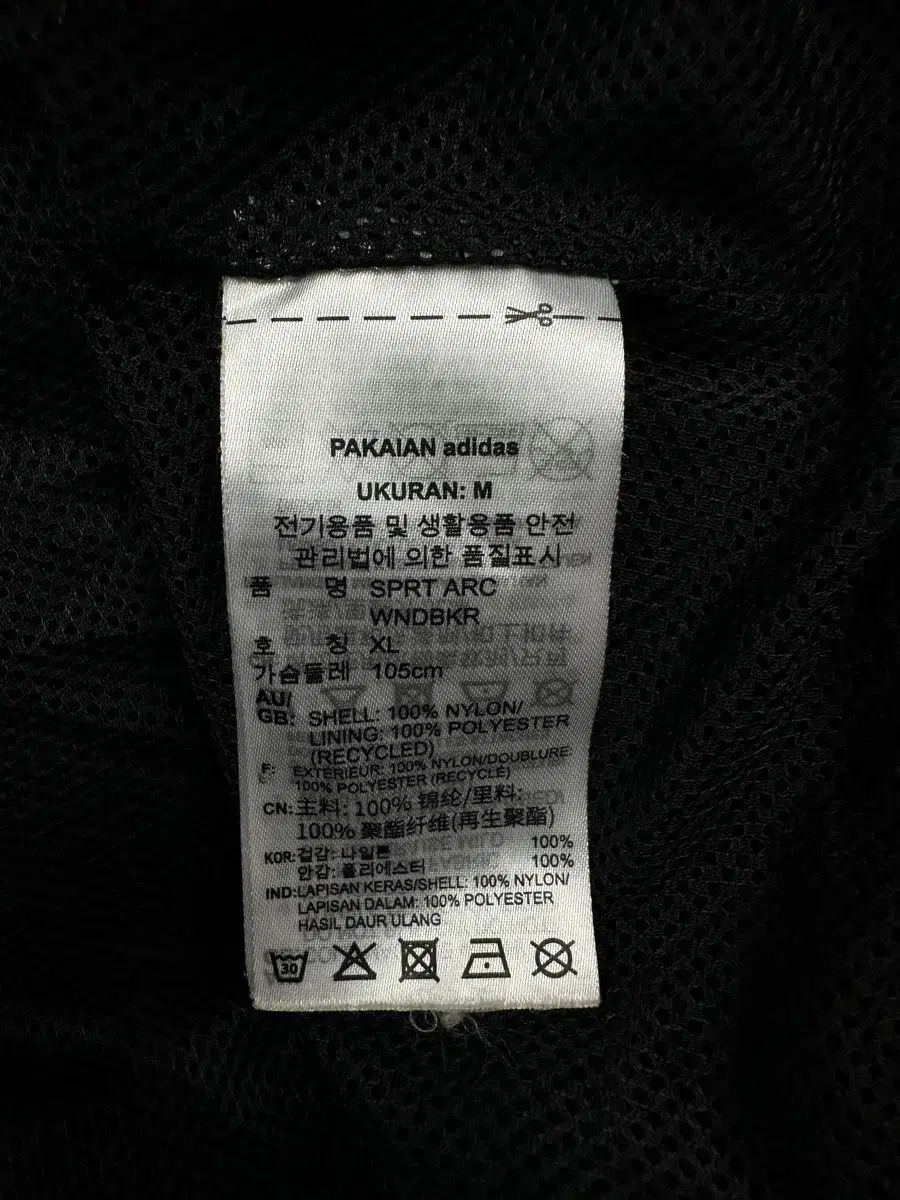 PAKAIAN adidas
UKURAN: M
전기용품 및 생활용품 안전
관리법에 의한 품질표시
품 명 SPRT ARC
WNDBKR
호 칭 XL
가슴둘레 105cm
AU/
GB: SHELL: 100% NYLON/
LINING: 100% POLYESTER
(RECYCLED)
F: EXTERIEUR: 100% NYLON/DOUBLURE:
100% POLYESTER (RECYCLE)
CN: 主料: 100% 锦纶/里料:
100% 聚酯纤维(再生聚酯)
KOR: 겉감: 나일론 100%
안감: 폴리에스터 100%
IND: LAPISAN KERAS/SHELL: 100% NYLON/
LAPISAN DALAM: 100% POLYESTER
HASIL DAUR ULANG
30